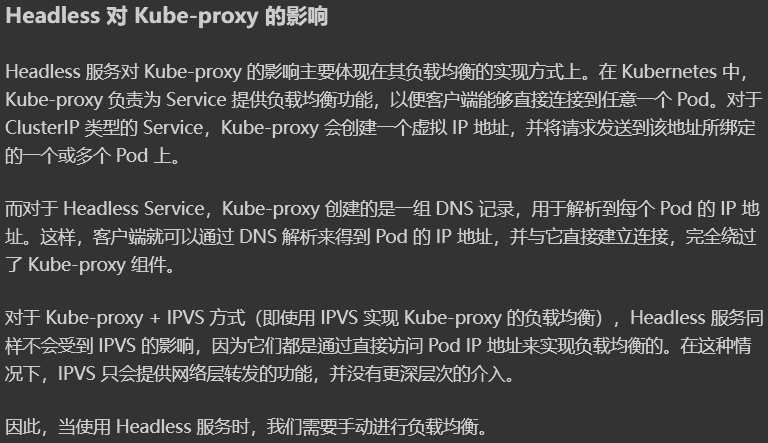 Headless 对 Kube-proxy 的影响
Headless 服务对 Kube-proxy 的影响主要体现在其负载均衡的实现方式上。在 Kubernetes 中，
Kube-proxy 负责为 Service 提供负载均衡功能，以便客户端能够直接连接到任意一个 Pod。对于
ClusterIP 类型的 Service，Kube-proxy 会创建一个虚拟 IP 地址，并将请求发送到该地址所绑定
的一个或多个 Pod 上。
而对于 Headless Service，Kube-proxy 创建的是一组 DNS 记录，用于解析到每个 Pod 的 IP 地
址。这样，客户端就可以通过 DNS 解析来得到 Pod 的 IP 地址，并与它直接建立连接，完全绕过
了 Kube-proxy 组件。
对于 Kube-proxy + IPVS 方式（即使用 IPVS 实现 Kube-proxy 的负载均衡），Headless 服务同
样不会受到 IPVS 的影响，因为它们都是通过直接访问 Pod IP 地址来实现负载均衡的。在这种情
况下，IPVS 只会提供网络层转发的功能，并没有更深层次的介入。
因此，当使用 Headless 服务时，我们需要手动进行负载均衡。